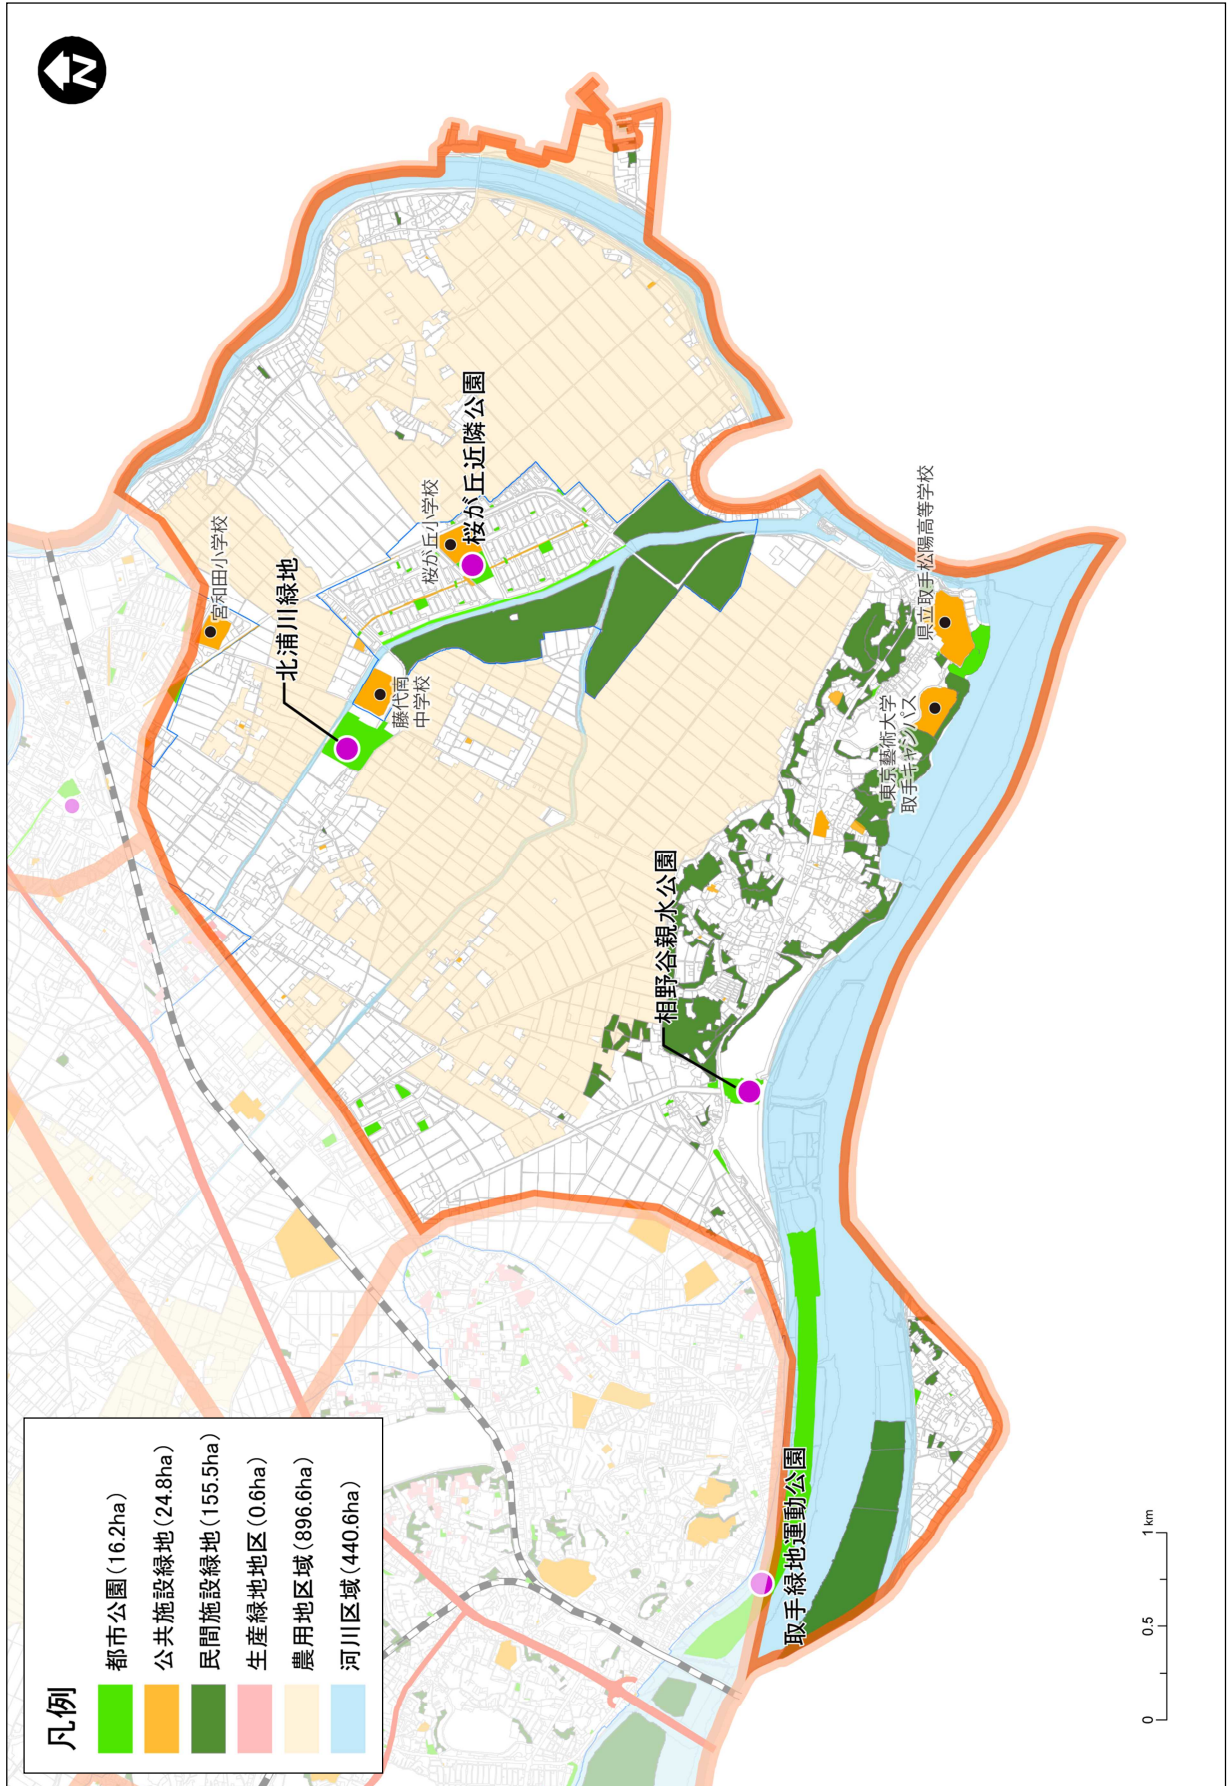 N
宮和田小学校
北浦川緑地
桜が丘小学校
桜が丘近隣公園
藤代南
中学校
県立取手松陽高等学校
東京藝術大学
取手キャンパス
相野谷親水公園
取手緑地運動公園
凡例
都市公園(16.2ha)
公共施設緑地(24.8ha)
民間施設緑地(155.5ha)
生産緑地地区(0.6ha)
農用地区域(896.6ha)
河川区域(440.6ha)
0
0.5
1km